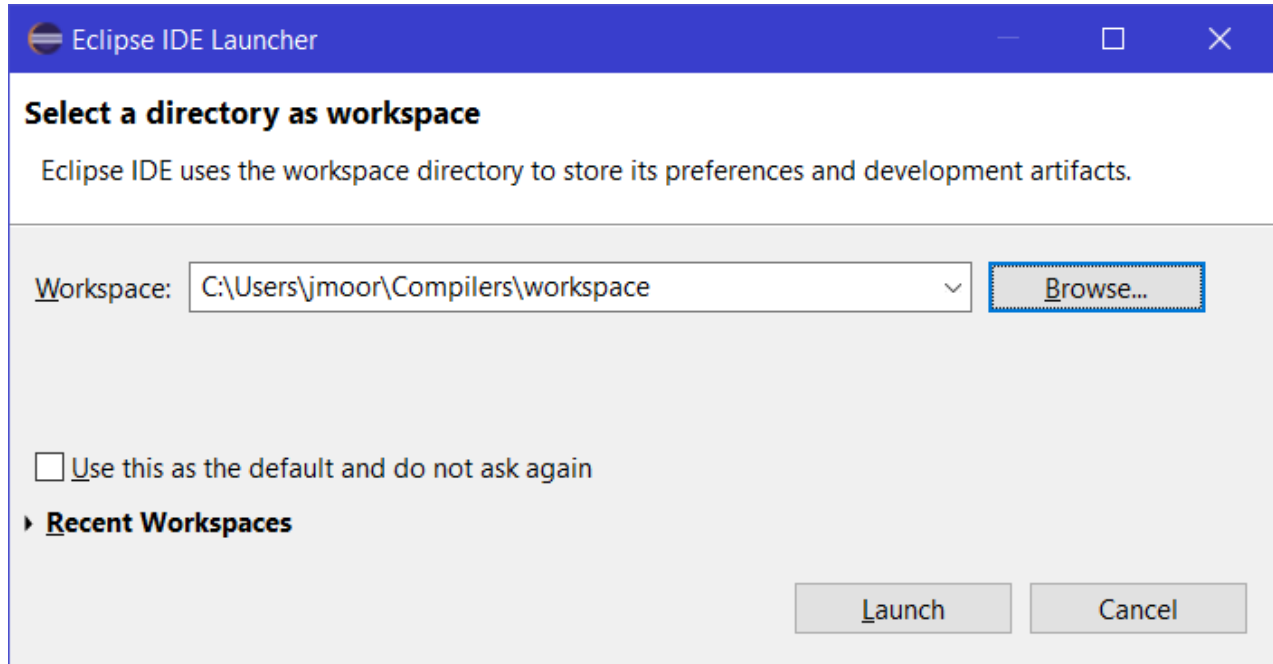 Eclipse IDE Launcher
Select a directory as workspace
Eclipse IDE uses the workspace directory to store its preferences and development artifacts.
Workspace: C:\Users\jmoor\Compilers\workspace Browse...
Use this as the default and do not ask again
Recent Workspaces
Launch Cancel